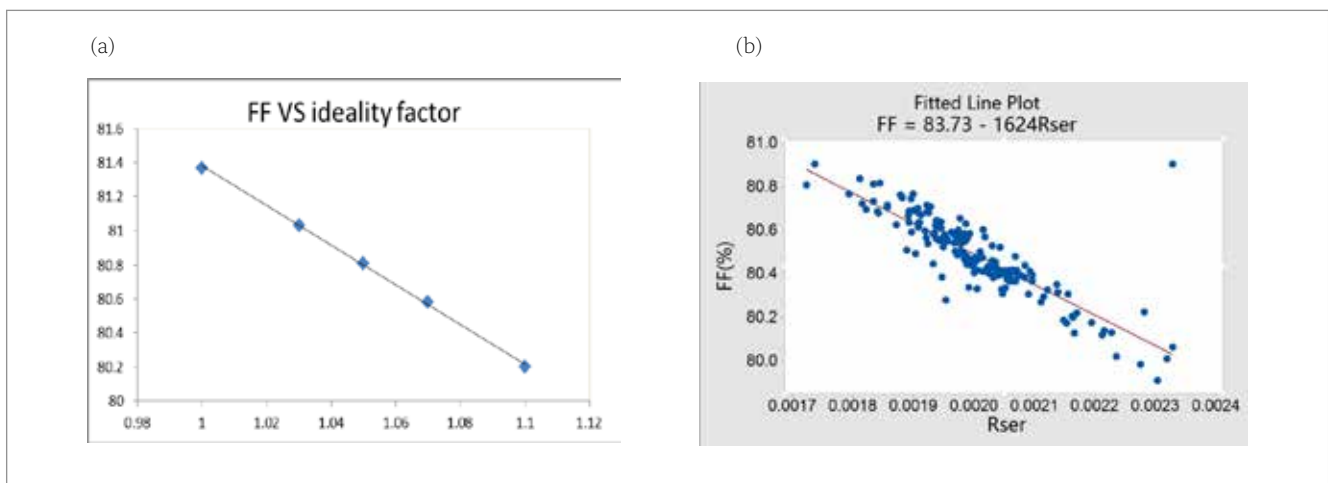 (a)
FF VS ideality factor
81.6
81.4
81.2
81
80.8
80.6
80.4
80.2
80
0.98
1
1.02
1.04
1.06
1.08
1.1
1.12
(b)
Fitted Line Plot
FF = 83.73 - 1624Rser
FF(%)
81.0
80.8
80.6
80.4
80.2
80.0
0.0017 0.0018 0.0019 0.0020 0.0021 0.0022 0.0023 0.0024
Rser